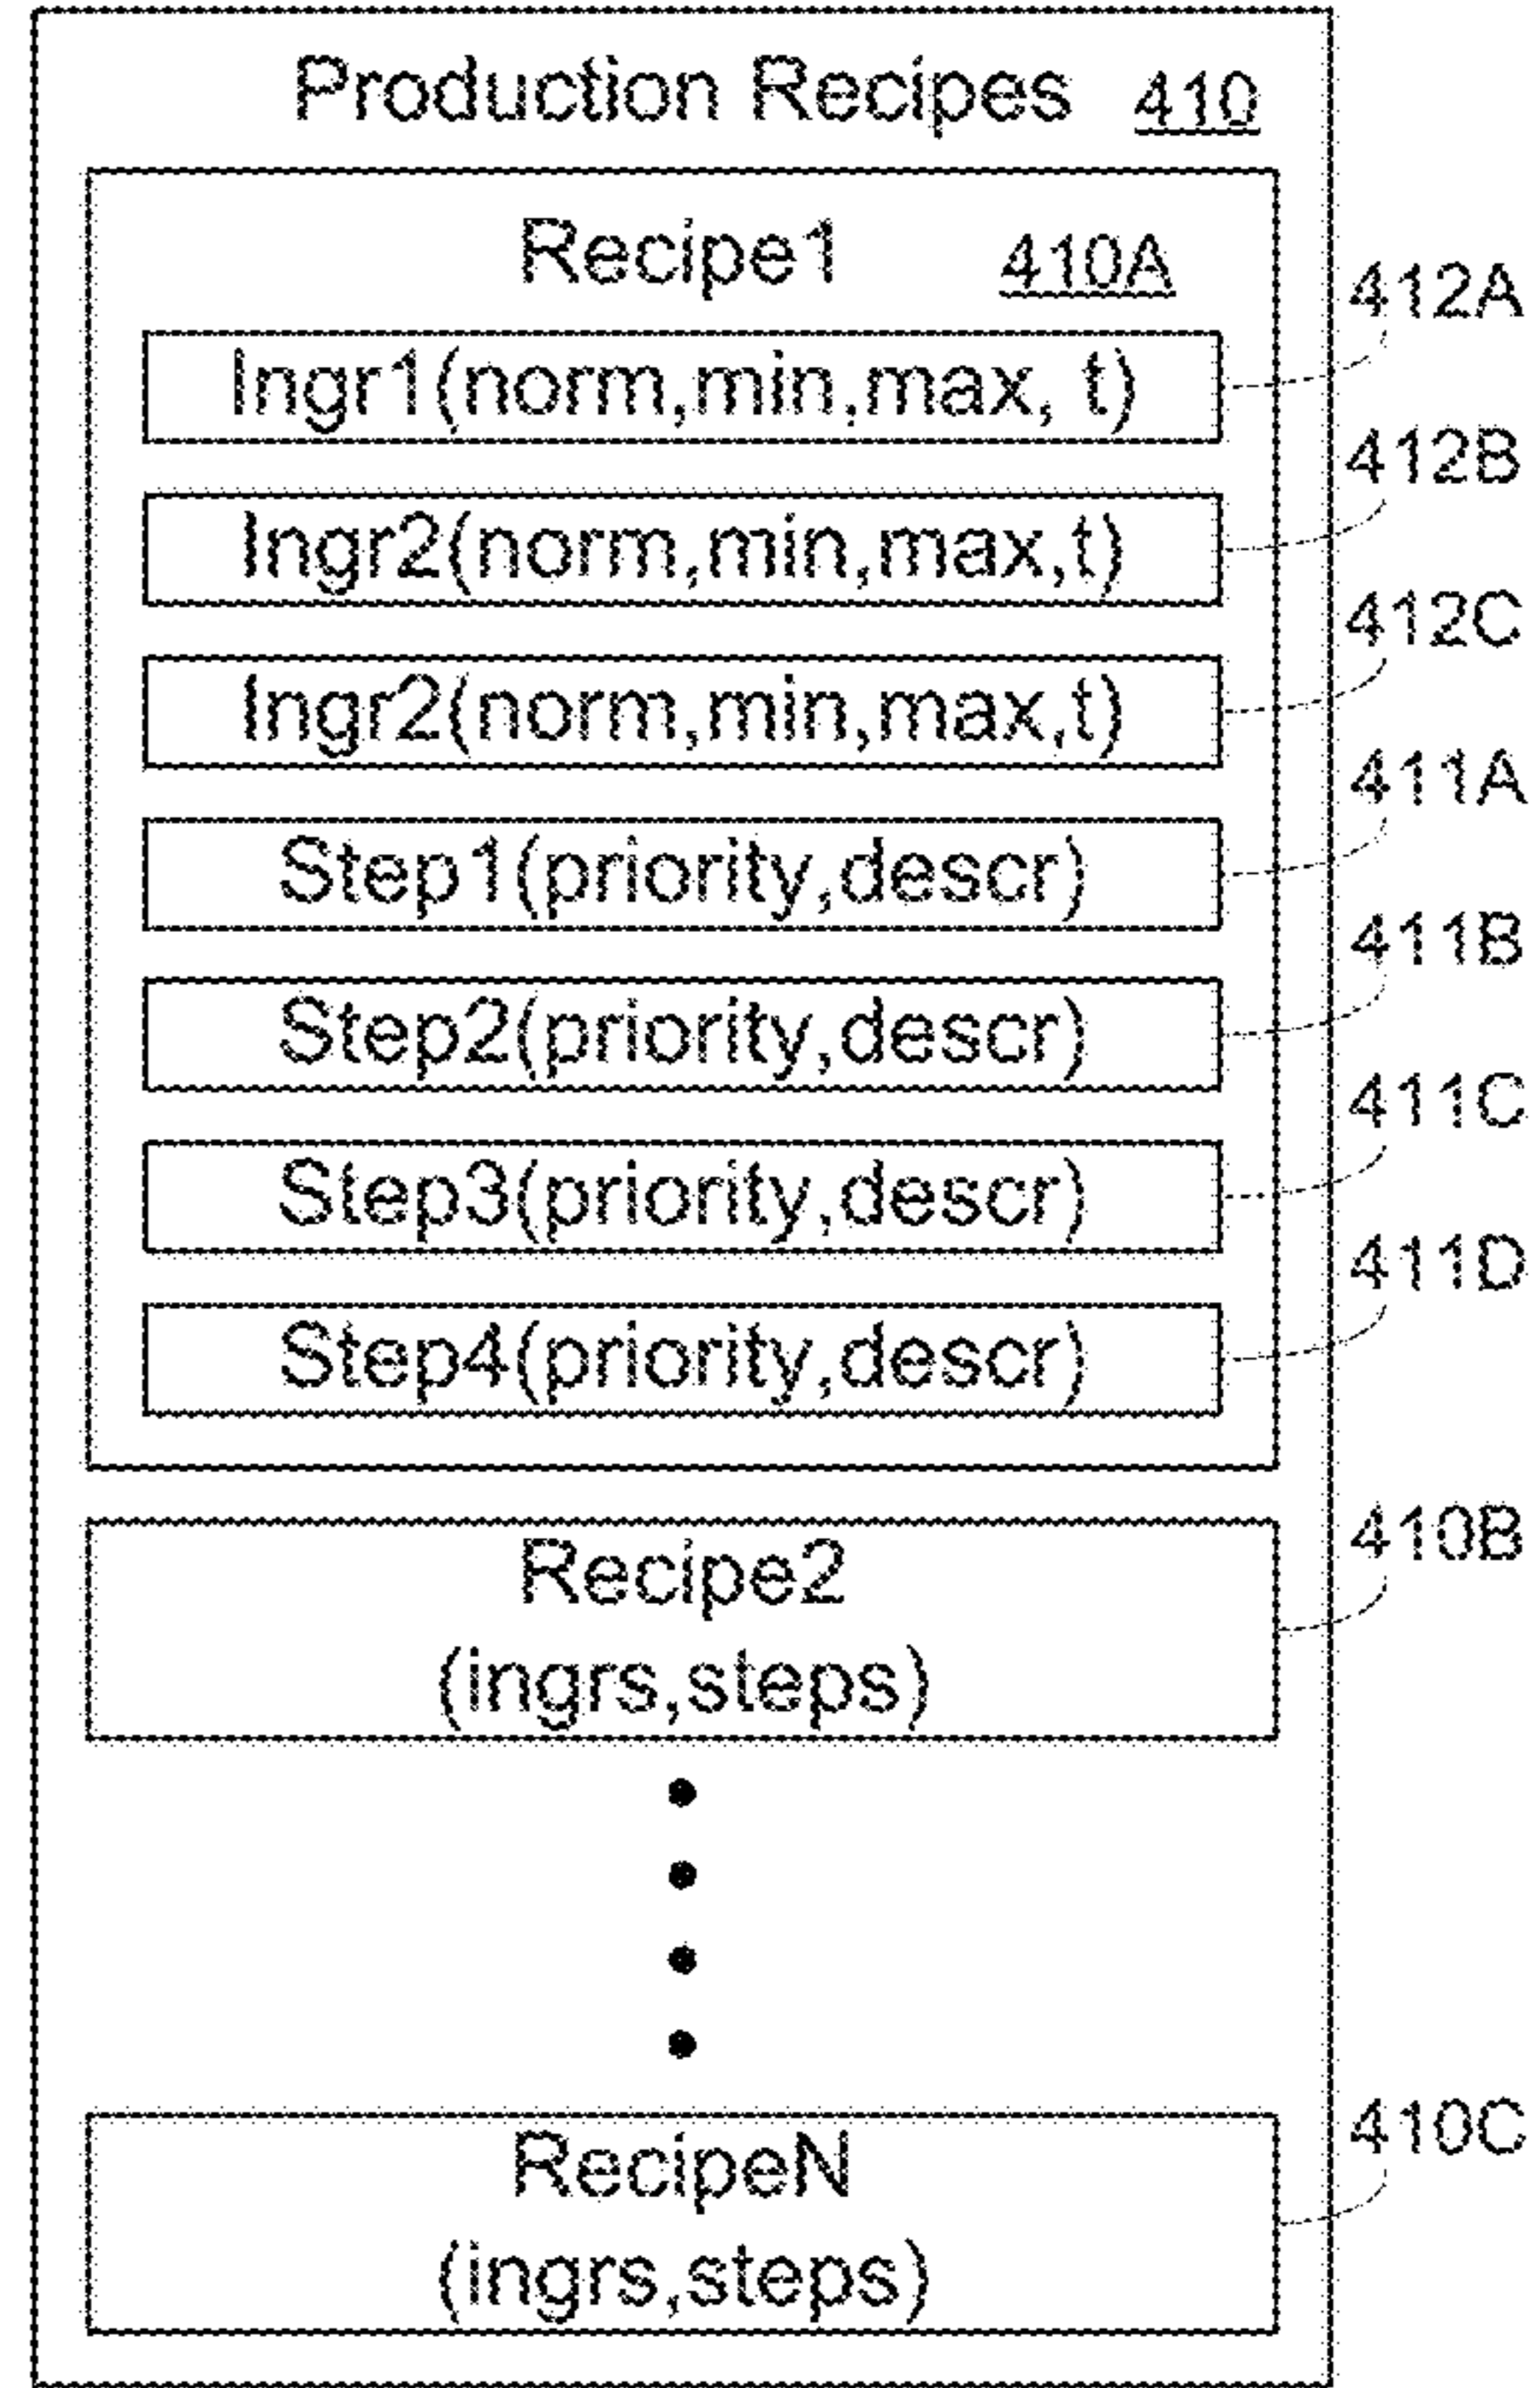 Production Recipes 410
Recipe1 410A
412A
Ingr1(norm,min,max, t)
412B
Ingr2(norm,min,max,t)
412C
Ingr2(norm,min,max,t)
411A
Step1(priority,descr)
411B
Step2(priority,descr)
411C
Step3(priority,descr)
411D
Step4(priority,descr)
410B
Recipe2
(ingrs,steps)
410C
RecipeN
(ingrs,steps)